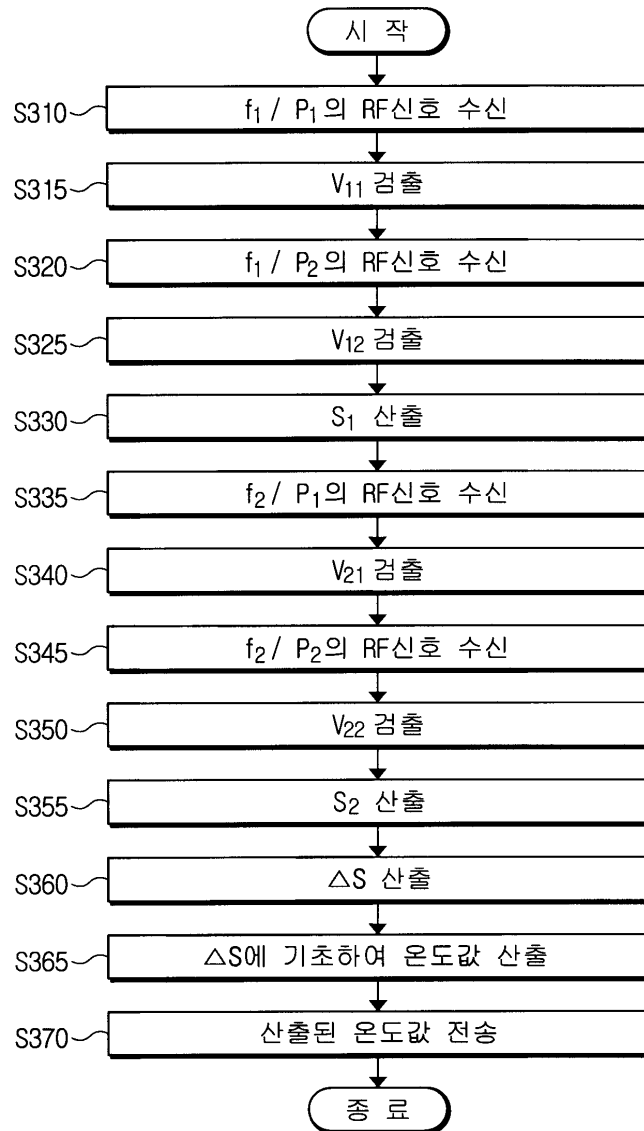 시 작
S310 f₁ / P₁의 RF신호 수신
S315 V₁₁ 검출
S320 f₁ / P₂의 RF신호 수신
S325 V₁₂ 검출
S330 S₁ 산출
S335 f₂ / P₁의 RF신호 수신
S340 V₂₁ 검출
S345 f₂ / P₂의 RF신호 수신
S350 V₂₂ 검출
S355 S₂ 산출
S360 △S 산출
S365 △S에 기초하여 온도값 산출
S370 산출된 온도값 전송
종 료